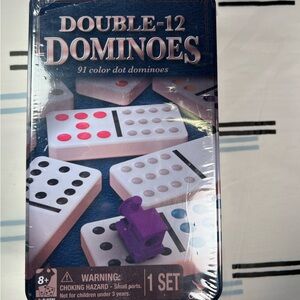 DOUBLE-12
DOMINOES
91 color dot dominoes
8+
WARNING:
CHOKING HAZARD - Small parts.
Not for children under 3 years.
1 SET